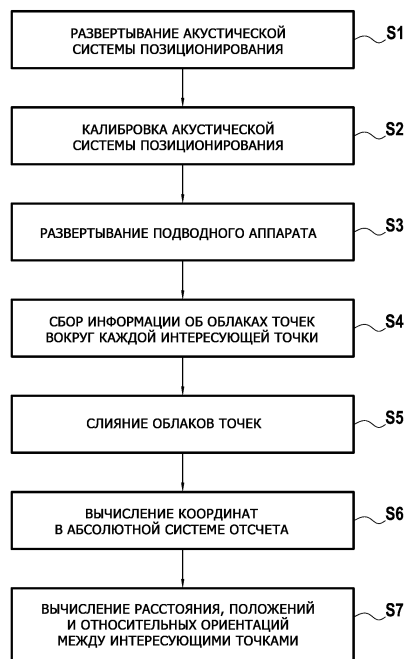 РАЗВЕРТЫВАНИЕ АКУСТИЧЕСКОЙ
СИСТЕМЫ ПОЗИЦИОНИРОВАНИЯ
S1
КАЛИБРОВКА АКУСТИЧЕСКОЙ
СИСТЕМЫ ПОЗИЦИОНИРОВАНИЯ
S2
РАЗВЕРТЫВАНИЕ ПОДВОДНОГО АППАРАТА
S3
СБОР ИНФОРМАЦИИ ОБ ОБЛАКАХ ТОЧЕК
ВОКРУГ КАЖДОЙ ИНТЕРЕСУЮЩЕЙ ТОЧКИ
S4
СЛИЯНИЕ ОБЛАКОВ ТОЧЕК
S5
ВЫЧИСЛЕНИЕ КООРДИНАТ
В АБСОЛЮТНОЙ СИСТЕМЕ ОТСЧЕТА
S6
ВЫЧИСЛЕНИЕ РАССТОЯНИЯ, ПОЛОЖЕНИЙ
И ОТНОСИТЕЛЬНЫХ ОРИЕНТАЦИЙ
МЕЖДУ ИНТЕРЕСУЮЩИМИ ТОЧКАМИ
S7